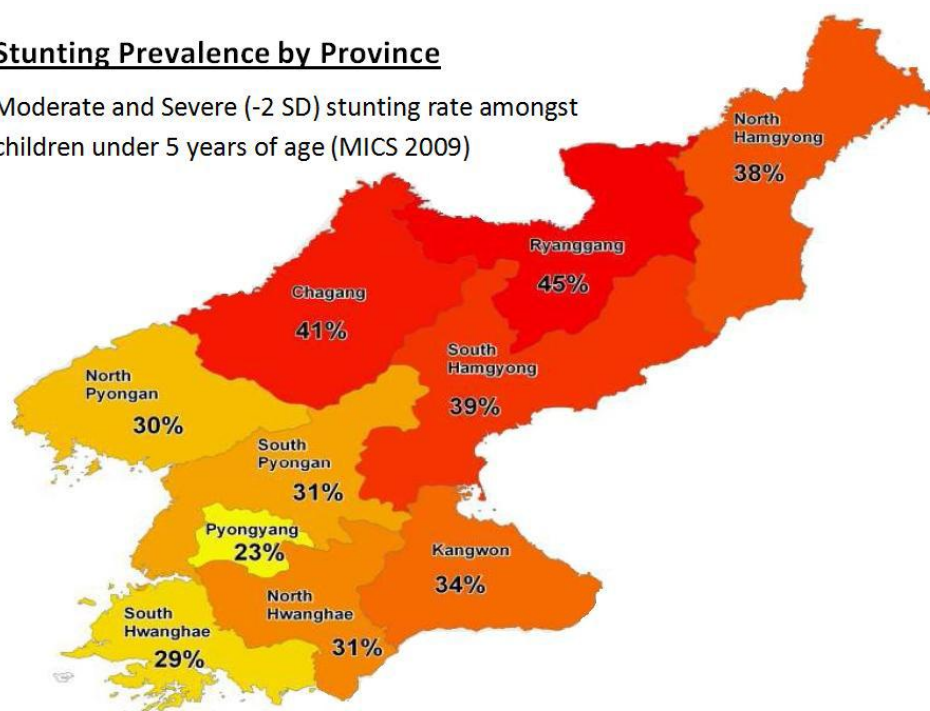 Stunting Prevalence by Province
Moderate and Severe (-2 SD) stunting rate amongst
children under 5 years of age (MICS 2009)
North
Hamgyong
38%
Ryanggang
45%
Chagang
41%
South
Hamgyong
39%
North
Pyongan
30%
South
Pyongan
31%
Pyongyang
23%
Kangwon
34%
North
Hwanghae
31%
South
Hwanghae
29%